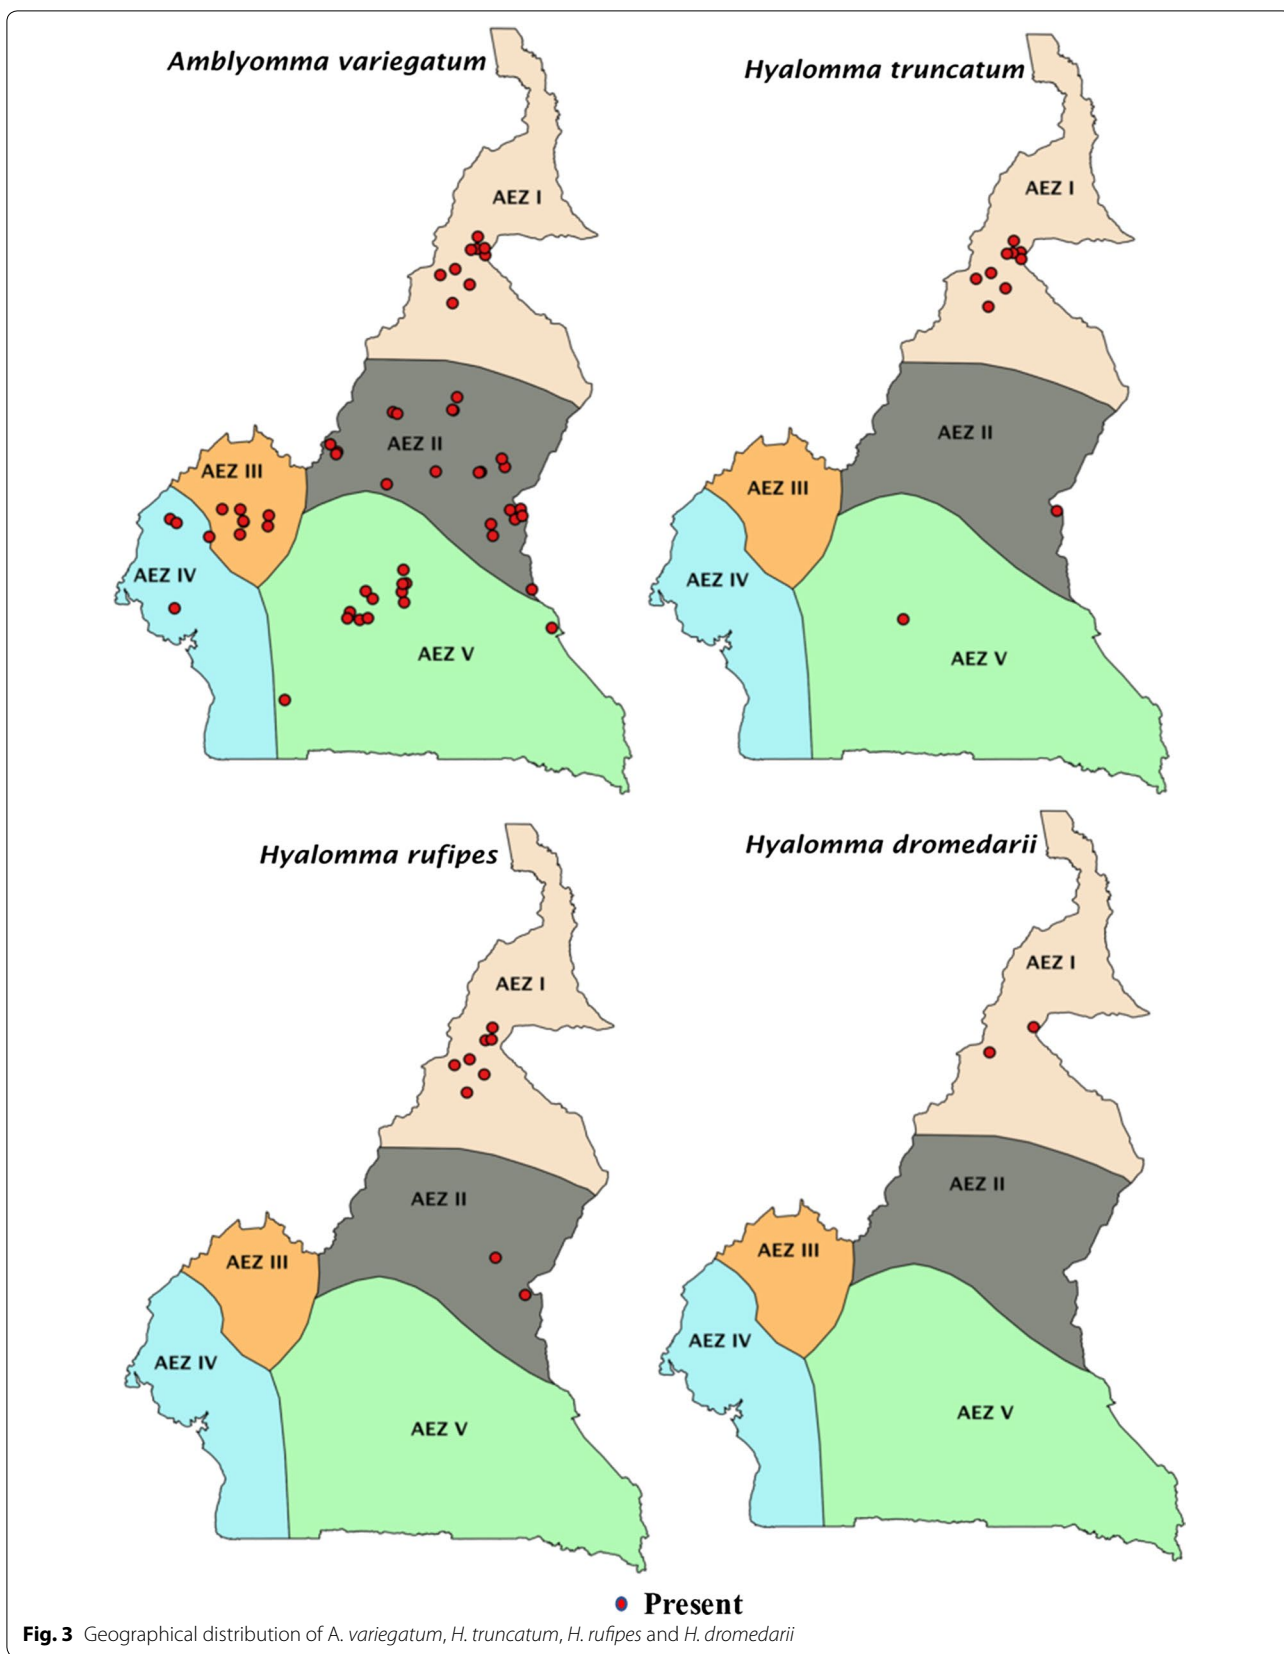 Amblyomma variegatum
AEZ I
AEZ II
AEZ III
AEZ IV
AEZ V
Hyalomma truncatum
AEZ I
AEZ II
AEZ III
AEZ IV
AEZ V
Hyalomma rufipes
AEZ I
AEZ II
AEZ III
AEZ IV
AEZ V
Hyalomma dromedarii
AEZ I
AEZ II
AEZ III
AEZ IV
AEZ V
Present
Fig. 3 Geographical distribution of A. variegatum, H. truncatum, H. rufipes and H. dromedarii